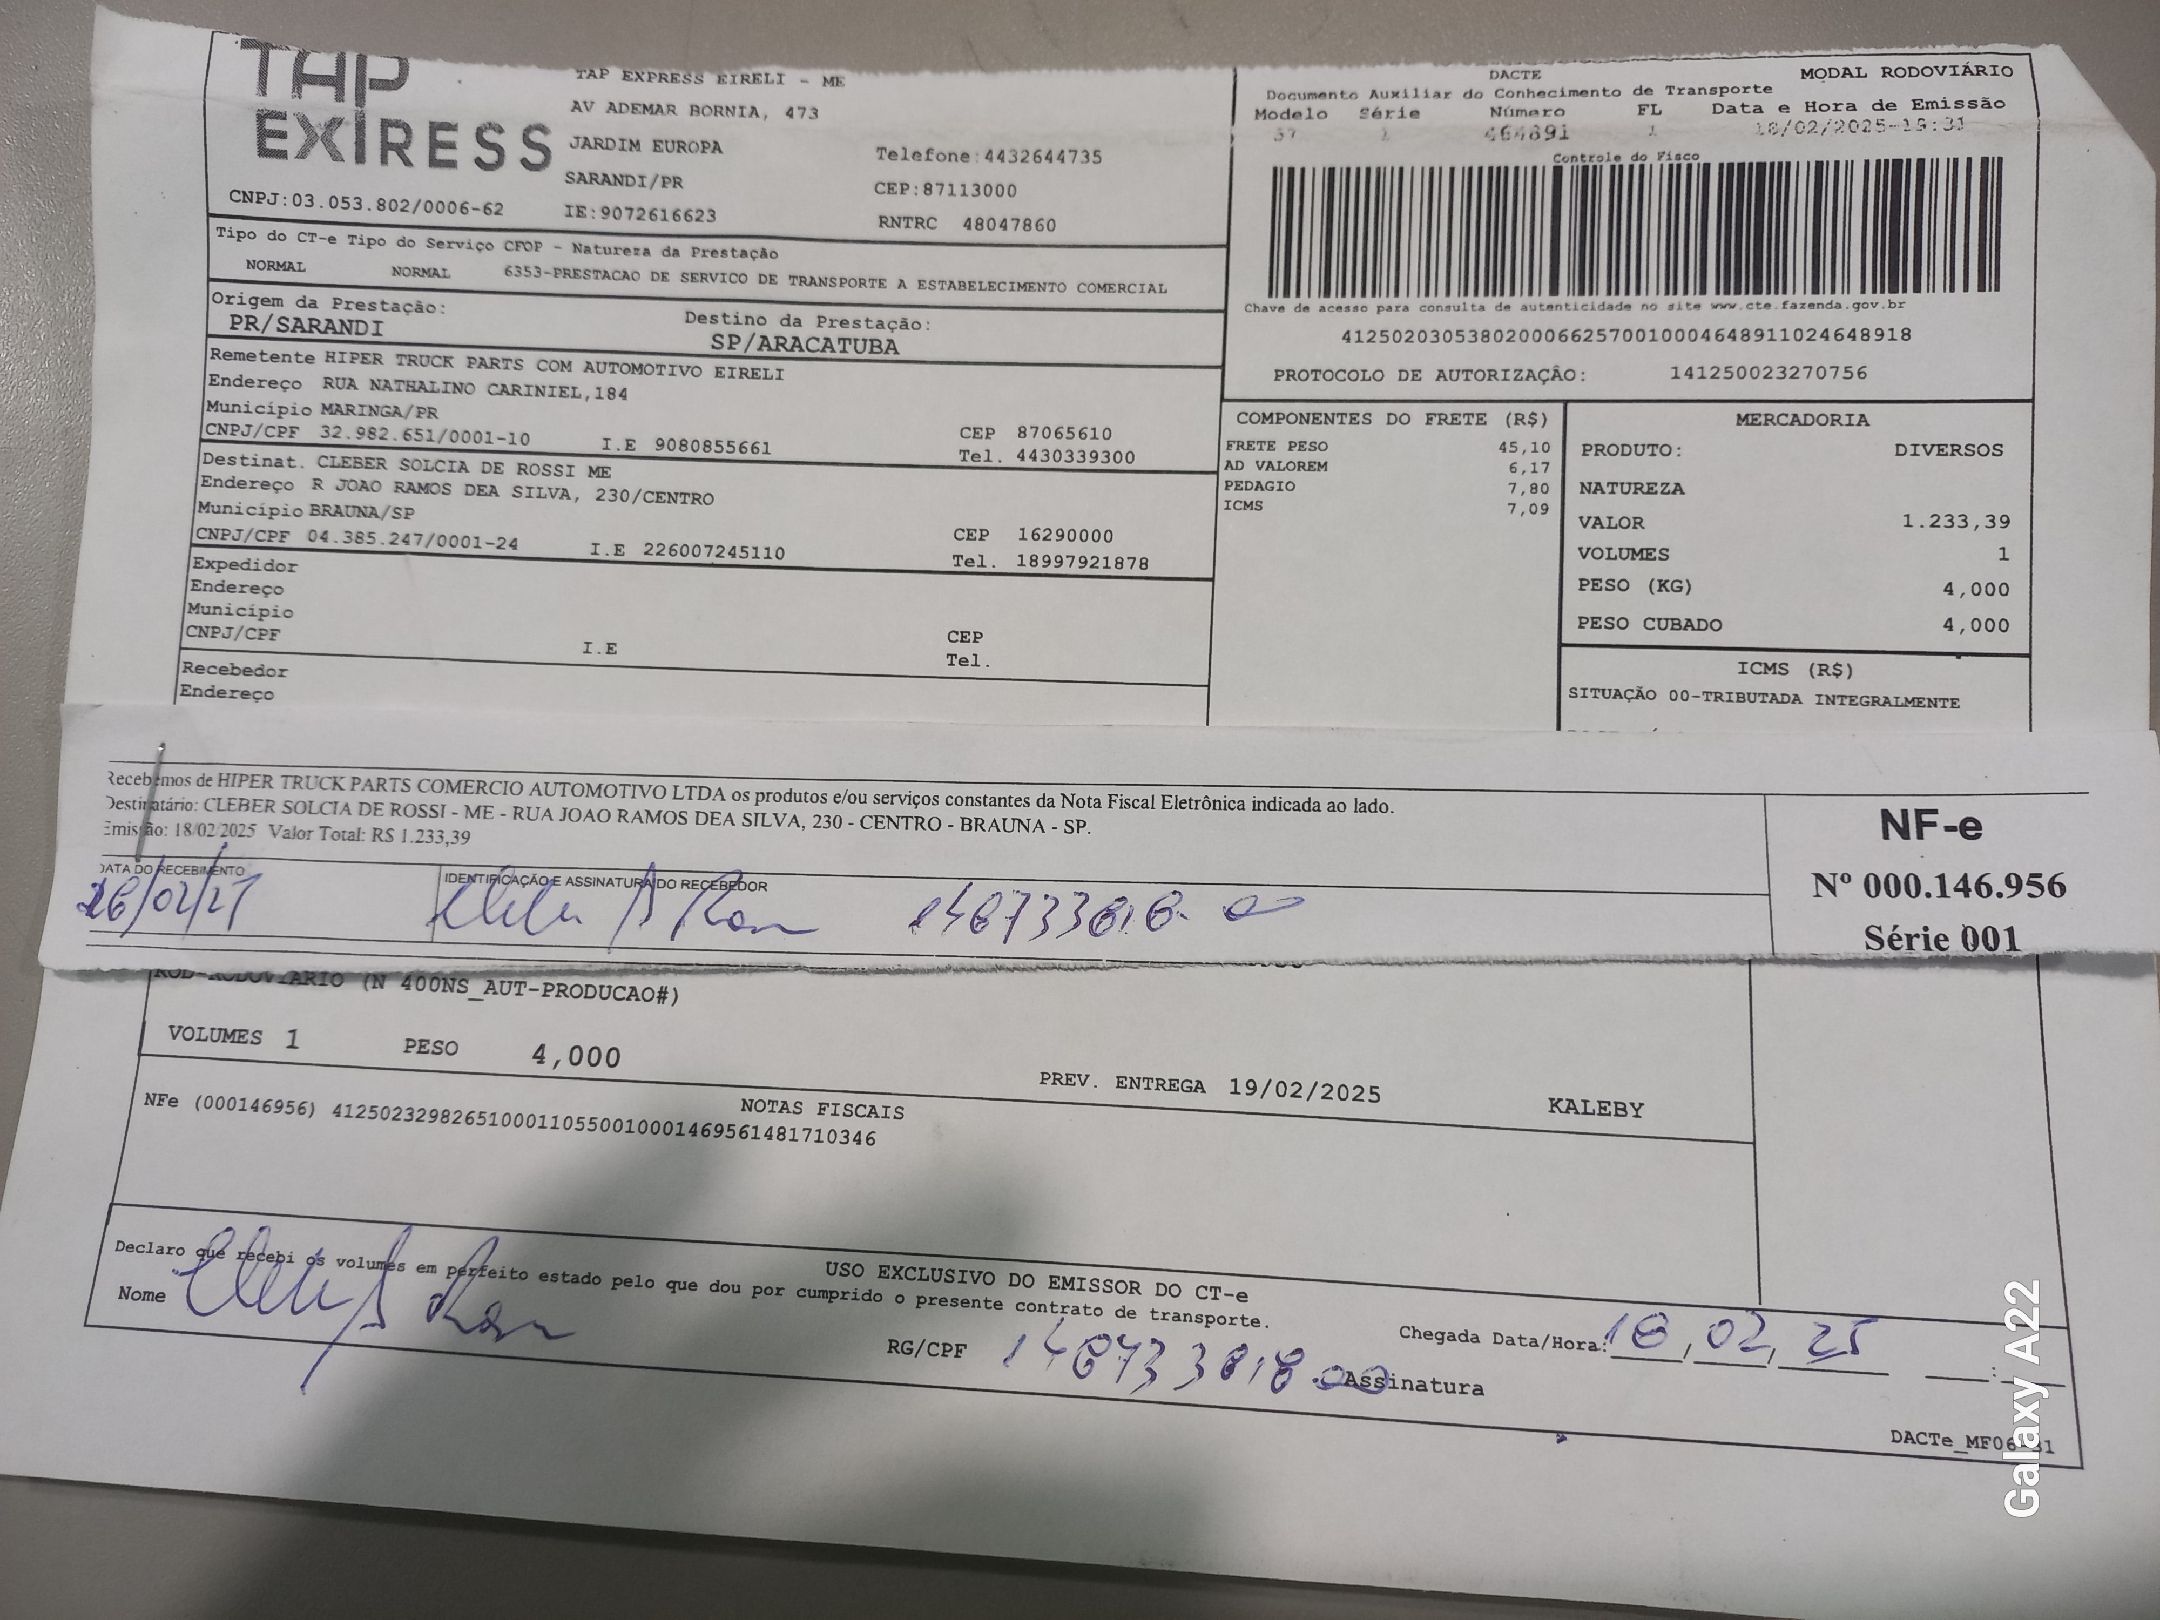 TAP
EXPRESS
TAP EXPRESS EIRELI - ME
AV ADEMAR BORNIA, 473
JARDIM EUROPA
SARANDI/PR
IE:9072616623
Telefone:4432644735
CEP:87113000
RNTRC 48047860
CNPJ:03.053.802/0006-62
DACTE
MODAL RODOVIÁRIO
Documento Auxiliar do Conhecimento de Transporte
Modelo Série Número FL Data e Hora de Emissão
57 1 464891 1 18/02/2025-19:31
Controle do Fisco
Chave de acesso para consulta de autenticidade no site www.cte.fazenda.gov.br
41250203053802000662570010004648911024648918
PROTOCOLO DE AUTORIZAÇÃO: 141250023270756
Tipo do CT-e Tipo do Serviço CFOP - Natureza da Prestação
NORMAL NORMAL 6353-PRESTACAO DE SERVICO DE TRANSPORTE A ESTABELECIMENTO COMERCIAL
Origem da Prestação:
PR/SARANDI
Destino da Prestação:
SP/ARACATUBA
Remetente HIPER TRUCK PARTS COM AUTOMOTIVO EIRELI
Endereço RUA NATHALINO CARINIEL,184
Município MARINGA/PR
CNPJ/CPF 32.982.651/0001-10 I.E 9080855661
CEP 87065610
Tel. 4430339300
Destinat. CLEBER SOLCIA DE ROSSI ME
Endereço R JOAO RAMOS DEA SILVA, 230/CENTRO
Município BRAUNA/SP
CNPJ/CPF 04.385.247/0001-24 I.E 226007245110
CEP 16290000
Tel. 18997921878
Expedidor
Endereço
Município
CNPJ/CPF I.E
CEP
Tel.
Recebedor
Endereço
COMPONENTES DO FRETE (R$)
FRETE PESO 45,10
AD VALOREM 6,17
PEDAGIO 7,80
ICMS 7,09
MERCADORIA
PRODUTO: DIVERSOS
NATUREZA
VALOR 1.233,39
VOLUMES 1
PESO (KG) 4,000
PESO CUBADO 4,000
ICMS (R$)
SITUAÇÃO 00-TRIBUTADA INTEGRALMENTE
Recebemos de HIPER TRUCK PARTS COMERCIO AUTOMOTIVO LTDA os produtos e/ou serviços constantes da Nota Fiscal Eletrônica indicada ao lado.
Destinatário: CLEBER SOLCIA DE ROSSI - ME - RUA JOAO RAMOS DEA SILVA, 230 - CENTRO - BRAUNA - SP.
Emissão: 18/02/2025 Valor Total: R$ 1.233,39
DATA DO RECEBIMENTO
IDENTIFICAÇÃO E ASSINATURA DO RECEBEDOR
NF-e
Nº 000.146.956
Série 001
ROD-RODOVIARIO (N 400NS_AUT-PRODUCAO#)
VOLUMES 1 PESO 4,000
PREV. ENTREGA 19/02/2025 KALEBY
NOTAS FISCAIS
NFe (000146956) 41250232982651000110550010001469561481710346
USO EXCLUSIVO DO EMISSOR DO CT-e
Declaro que recebi os volumes em perfeito estado pelo que dou por cumprido o presente contrato de transporte.
Nome
RG/CPF
Chegada Data/Hora: 18, 02, 25
Assinatura
Galaxy A22